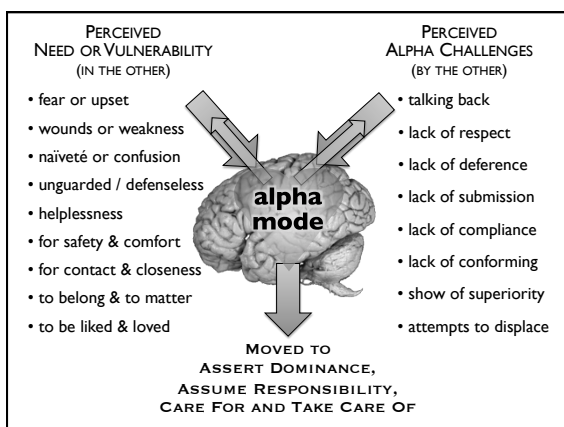 PERCEIVED
NEED OR VULNERABILITY
(IN THE OTHER)
• fear or upset
• wounds or weakness
• naïveté or confusion
• unguarded / defenseless
• helplessness
• for safety & comfort
• for contact & closeness
• to belong & to matter
• to be liked & loved
PERCEIVED
ALPHA CHALLENGES
(BY THE OTHER)
• talking back
• lack of respect
• lack of deference
• lack of submission
• lack of compliance
• lack of conforming
• show of superiority
• attempts to displace
alpha
mode
MOVED TO
ASSERT DOMINANCE,
ASSUME RESPONSIBILITY,
CARE FOR AND TAKE CARE OF